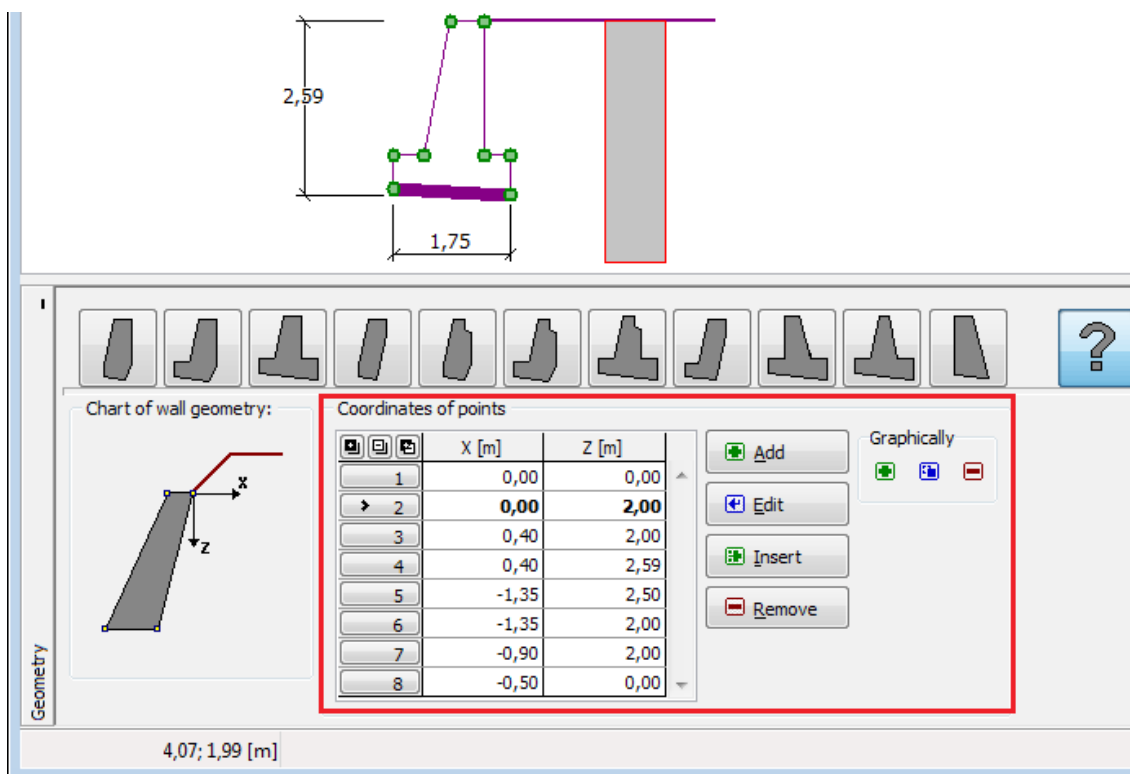 2,59
1,75
Chart of wall geometry:
x
z
Coordinates of points
X [m] Z [m]
1 0,00 0,00
2 0,00 2,00
3 0,40 2,00
4 0,40 2,59
5 -1,35 2,50
6 -1,35 2,00
7 -0,90 2,00
8 -0,50 0,00
Add
Edit
Insert
Remove
Graphically
?
Geometry
4,07; 1,99 [m]